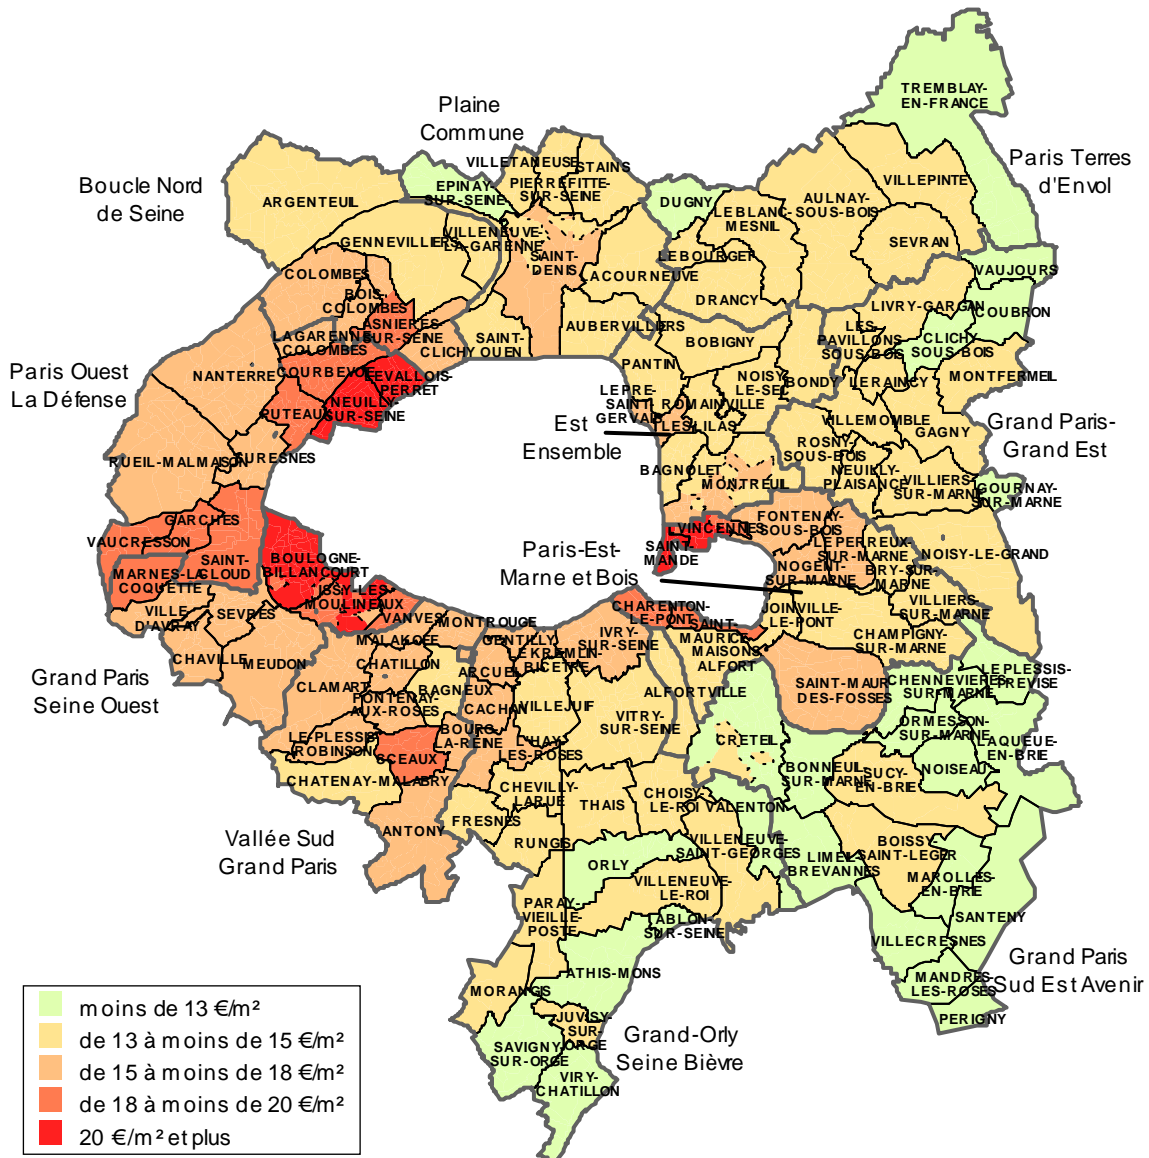 TREMBLAY-
EN-FRANCE
Plaine
Commune
Paris Terres
d'Envol
Boucle Nord
de Seine
VILLETANEUSE
STAINS
PIERREFITTE-
SUR-SEINE
EPINAY-
SUR-SEINE
ARGENTEUIL
DUGNY
LE BLANC-
MESNIL
AULNAY-
SOUS-BOIS
VILLEPINTE
SEVRAN
GENNEVILLIERS
VILLENEUVE-
LA-GARENNE
SAINT-
DENIS
LE BOURGET
LA COURNEUVE
DRANCY
VAUJOURS
COUBRON
LIVRY-GARGAN
COLOMBES
BOIS-
COLOMBES
ASNIERES-
SUR-SEINE
LA GARENNE-
COLOMBES
CLICHY
SAINT-
OUEN
AUBERVILLIERS
BOBIGNY
LES-
PAVILLONS
SOUS-BOIS
CLICHY
SOUS-BOIS
MONTFERMEIL
Paris Ouest
La Défense
NANTERRE
COURBEVOIE
LEVALLOIS-
PERRET
NEUILLY-
SUR-SEINE
PUTEAUX
PANTIN
LE PRE-
SAINT-
GERVAIS
NOISY-
LE-SEC
ROMAINVILLE
LES LILAS
BONDY
LE RAINCY
VILLEMOMBLE
GAGNY
Grand Paris-
Grand Est
Est
Ensemble
ROSNY-
SOUS-BOIS
NEUILLY-
PLAISANCE
VILLIERS-
SUR-MARNE
GOURNAY-
SUR-MARNE
RUEIL-MALMAISON
SURESNES
BAGNOLET
MONTREUIL
GARCHES
VAUCRESSON
SAINT-
CLOUD
MARNES-LA-
COQUETTE
BOULOGNE-
BILLANCOURT
ISSY-LES-
MOULINEAUX
VILLE-
D'AVRAY
SEVRES
VANVES
MALAKOFF
MONTROUGE
Paris-Est-
Marne et Bois
SAINT-
MANDE
VINCENNES
FONTENAY-
SOUS-BOIS
LE PERREUX-
SUR-MARNE
NOGENT-
SUR-MARNE
BRY-SUR-
MARNE
NOISY-LE-GRAND
VILLIERS-
SUR-MARNE
JOINVILLE-
LE-PONT
CHAMPIGNY-
SUR-MARNE
CHARENTON-
LE-PONT
SAINT-
MAURICE
MAISONS
ALFORT
CHAVILLE
MEUDON
Grand Paris
Seine Ouest
CLAMART
CHATILLON
BAGNEUX
FONTENAY-
AUX-ROSES
GENTILLY
LE KREMLIN-
BICETRE
ARCUEIL
CACHAN
VILLEJUIF
IVRY-
SUR-SEINE
VITRY-
SUR-SEINE
ALFORTVILLE
SAINT-MAUR
DES-FOSSES
CHENNEVIERES
SUR-MARNE
LE PLESSIS-
TREVISE
ORMESSON-
SUR-MARNE
LA QUEUE-
EN-BRIE
NOISEAU
LE-PLESSIS
ROBINSON
SCEAUX
BOURG-
LA-REINE
L'HAY-
LES-ROSES
CHATENAY-MALABRY
CRETEIL
BONNEUIL
SUR-MARNE
SUCY-
EN-BRIE
CHEVILLY-
LARUE
THAIS
CHOISY-
LE-ROI
VALENTON
ANTONY
FRESNES
RUNGIS
Vallée Sud
Grand Paris
ORLY
VILLENEUVE-
SAINT-GEORGES
LIMEIL-
BREVANNES
BOISSY-
SAINT-LEGER
MAROLLES-
EN-BRIE
SANTENY
VILLENEUVE-
LE-ROI
PARAY-
VIEILLE-
POSTE
ABLON-
SUR-SEINE
VILLECRESNES
MANDRES-
LES-ROSES
PERIGNY
Grand Paris
Sud Est Avenir
ATHIS-MONS
MORANGIS
JUVISY-
SUR-
ORGE
SAVIGNY-
SUR-ORGE
VIRY-
CHATILLON
Grand-Orly
Seine Bièvre
moins de 13 €/m²
de 13 à moins de 15 €/m²
de 15 à moins de 18 €/m²
de 18 à moins de 20 €/m²
20 €/m² et plus